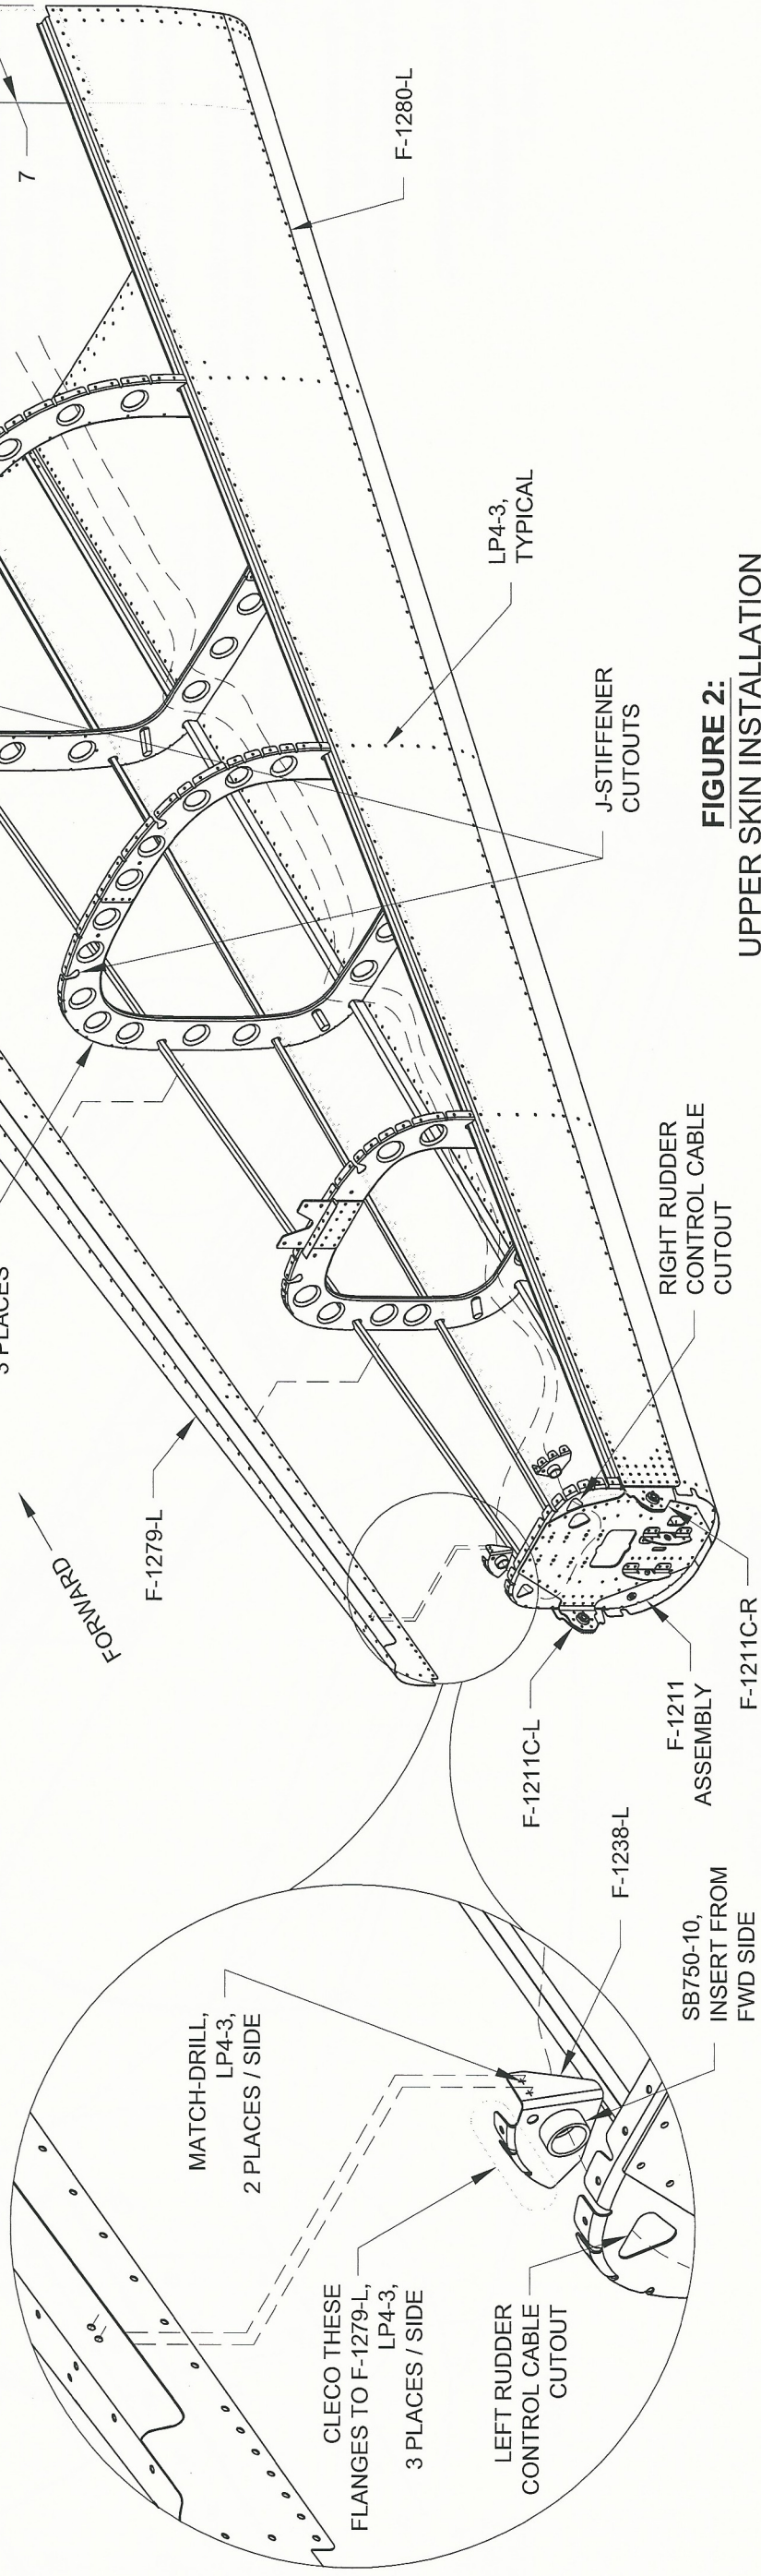 7
F-1280-L
LP4-3,
TYPICAL
J-STIFFENER
CUTOUTS
FIGURE 2:
UPPER SKIN INSTALLATION
RIGHT RUDDER
CONTROL CABLE
CUTOUT
PLACES
F-1279-L
FORWARD
F-1211C-L
F-1211
ASSEMBLY
F-1211C-R
F-1238-L
SB750-10,
INSERT FROM
FWD SIDE
MATCH-DRILL,
LP4-3,
2 PLACES / SIDE
CLECO THESE
FLANGES TO F-1279-L,
LP4-3,
3 PLACES / SIDE
LEFT RUDDER
CONTROL CABLE
CUTOUT